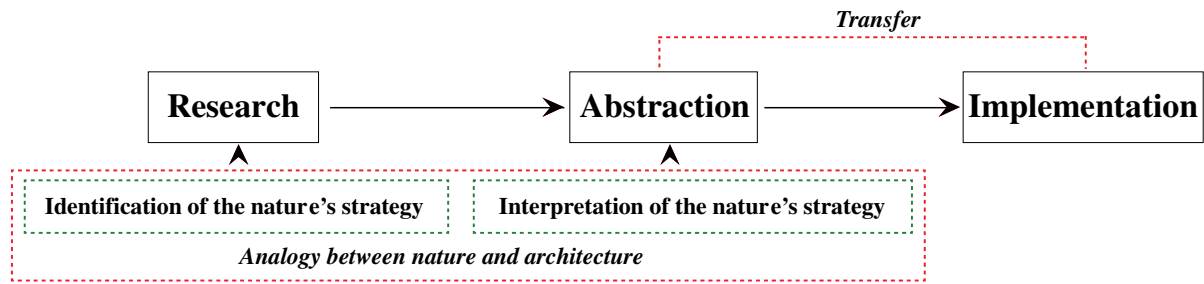 Transfer
Research
Abstraction
Implementation
Identification of the nature's strategy
Interpretation of the nature's strategy
Analogy between nature and architecture